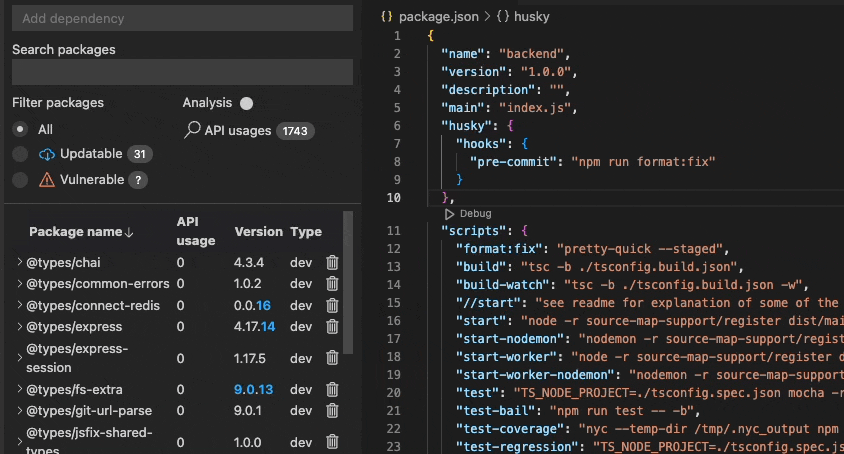 Add dependency
Search packages
Filter packages
Analysis
All
API usages 1743
Updatable 31
Vulnerable ?
Package name↓ API usage Version Type
@types/chai 0 4.3.4 dev
@types/common-errors 0 1.0.2 dev
@types/connect-redis 0 0.0.16 dev
@types/express 0 4.17.14 dev
@types/express-session 0 1.17.5 dev
@types/fs-extra 0 9.0.13 dev
@types/git-url-parse 0 9.0.1 dev
@types/jsfix-shared-types 0 1.0.0 dev
{} package.json > {} husky
1 {
2 "name": "backend",
3 "version": "1.0.0",
4 "description": "",
5 "main": "index.js",
6 "husky": {
7 "hooks": {
8 "pre-commit": "npm run format:fix"
9 }
10 },
Debug
11 "scripts": {
12 "format:fix": "pretty-quick --staged",
13 "build": "tsc -b ./tsconfig.build.json",
14 "build-watch": "tsc -b ./tsconfig.build.json -w",
15 "//start": "see readme for explanation of some of the
16 "start": "node -r source-map-support/register dist/mai
17 "start-nodemon": "nodemon -r source-map-support/regist
18 "start-worker": "node -r source-map-support/register d
19 "start-worker-nodemon": "nodemon -r source-map-support
20 "test": "TS_NODE_PROJECT=./tsconfig.spec.json mocha -r
21 "test-bail": "npm run test -- -b",
22 "test-coverage": "nyc --temp-dir /tmp/.nyc_output npm
23 "test-regression": "TS_NODE_PROJECT=./tsconfig.spec.js